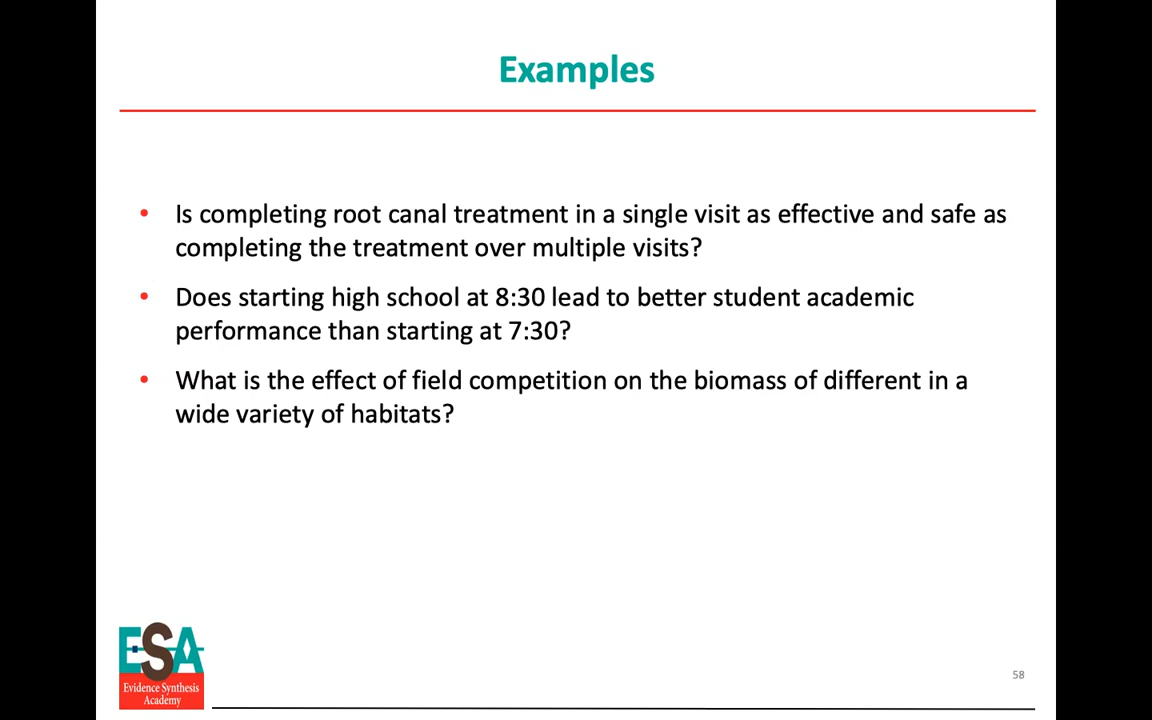 Examples
• Is completing root canal treatment in a single visit as effective and safe as
completing the treatment over multiple visits?
• Does starting high school at 8:30 lead to better student academic
performance than starting at 7:30?
• What is the effect of field competition on the biomass of different in a
wide variety of habitats?
ESA
Evidence Synthesis
Academy
58